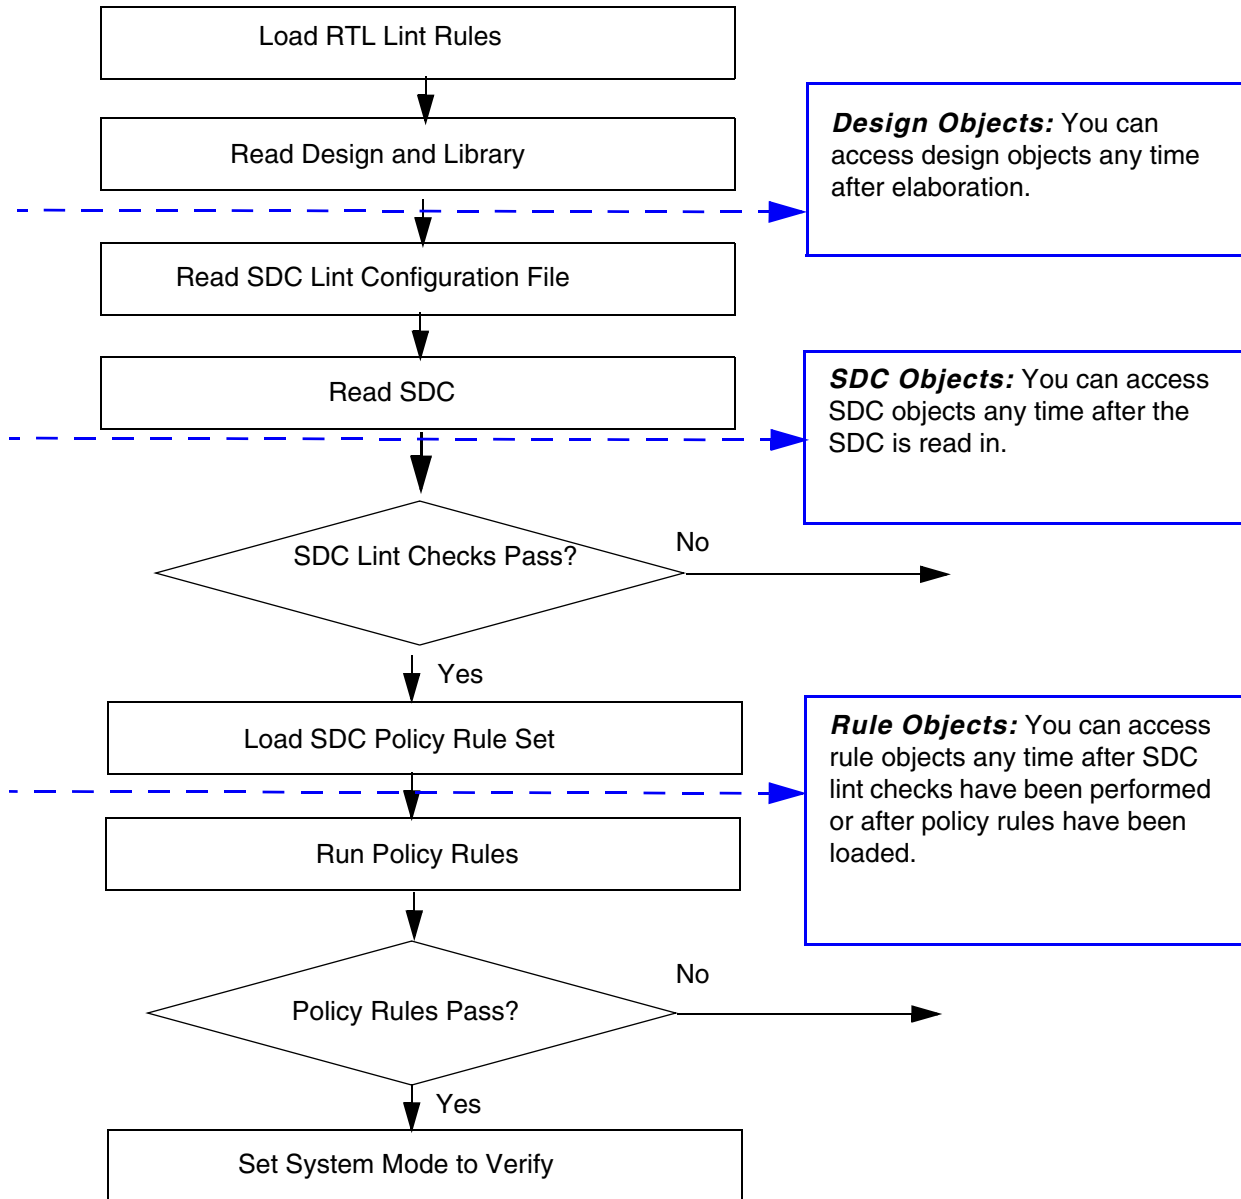 Load RTL Lint Rules
Read Design and Library
Design Objects: You can
access design objects any time
after elaboration.
Read SDC Lint Configuration File
Read SDC
SDC Objects: You can access
SDC objects any time after the
SDC is read in.
SDC Lint Checks Pass?
No
Yes
Load SDC Policy Rule Set
Rule Objects: You can access
rule objects any time after SDC
lint checks have been performed
or after policy rules have been
loaded.
Run Policy Rules
Policy Rules Pass?
No
Yes
Set System Mode to Verify